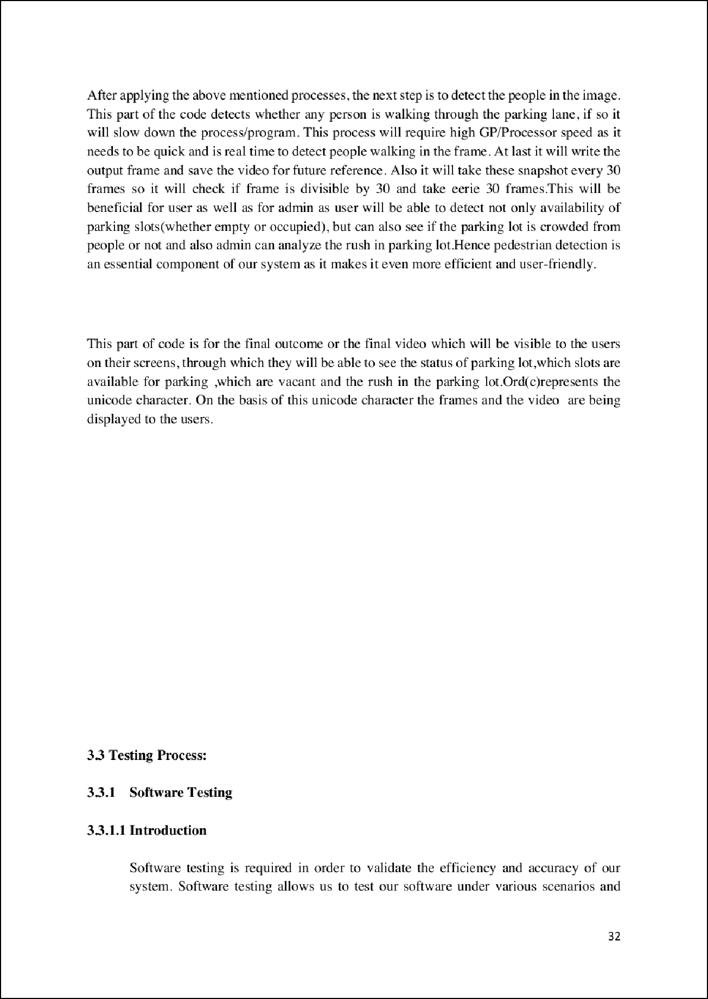 After applying the above mentioned processes, the next step is to detect the people in the image.
This part of the code detects whether any person is walking through the parking lane, if so it
will slow down the process/program. This process will require high GP/Processor speed as it
needs to be quick and is real time to detect people walking in the frame. At last it will write the
output frame and save the video for future reference. Also it will take these snapshot every 30
frames so it will check if frame is divisible by 30 and take eerie 30 frames.This will be
beneficial for user as well as for admin as user will be able to detect not only availability of
parking slots(whether empty or occupied), but can also see if the parking lot is crowded from
people or not and also admin can analyze the rush in parking lot.Hence pedestrian detection is
an essential component of our system as it makes it even more efficient and user-friendly.
This part of code is for the final outcome or the final video which will be visible to the users
on their screens, through which they will be able to see the status of parking lot,which slots are
available for parking ,which are vacant and the rush in the parking lot.Ord(c)represents the
unicode character. On the basis of this unicode character the frames and the video  are being
displayed to the users.
3.3 Testing Process:
3.3.1 Software Testing
3.3.1.1 Introduction
Software testing is required in order to validate the efficiency and accuracy of our
system. Software testing allows us to test our software under various scenarios and
32